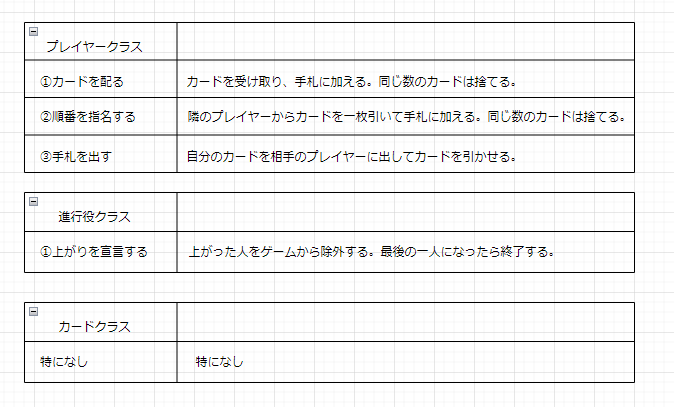 プレイヤークラス
①カードを配る　カードを受け取り、手札に加える。同じ数のカードは捨てる。
②順番を指名する　隣のプレイヤーからカードを一枚引いて手札に加える。同じ数のカードは捨てる。
③手札を出す　自分のカードを相手のプレイヤーに出してカードを引かせる。
進行役クラス
①上がりを宣言する　上がった人をゲームから除外する。最後の一人になったら終了する。
カードクラス
特になし　特になし